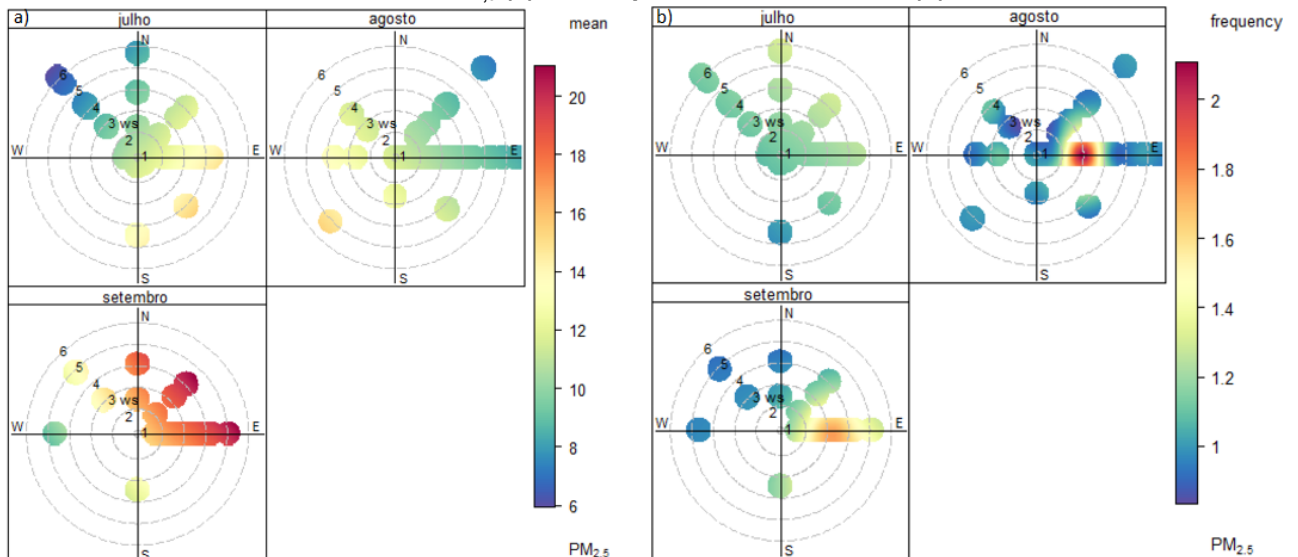 a)
julho
agosto
mean
N
N
6
5
4
3 ws
2
1
W
E
S
6
5
4
3 ws
2
1
W
E
S
setembro
N
6
5
4
3 ws
2
1
W
E
S
20
18
16
14
12
10
8
6
PM2.5
b)
julho
agosto
frequency
N
N
6
5
4
3 ws
2
1
W
E
S
6
5
4
3 ws
2
1
W
E
S
setembro
N
6
5
4
3 ws
2
1
W
E
S
2
1.8
1.6
1.4
1.2
1
PM2.5